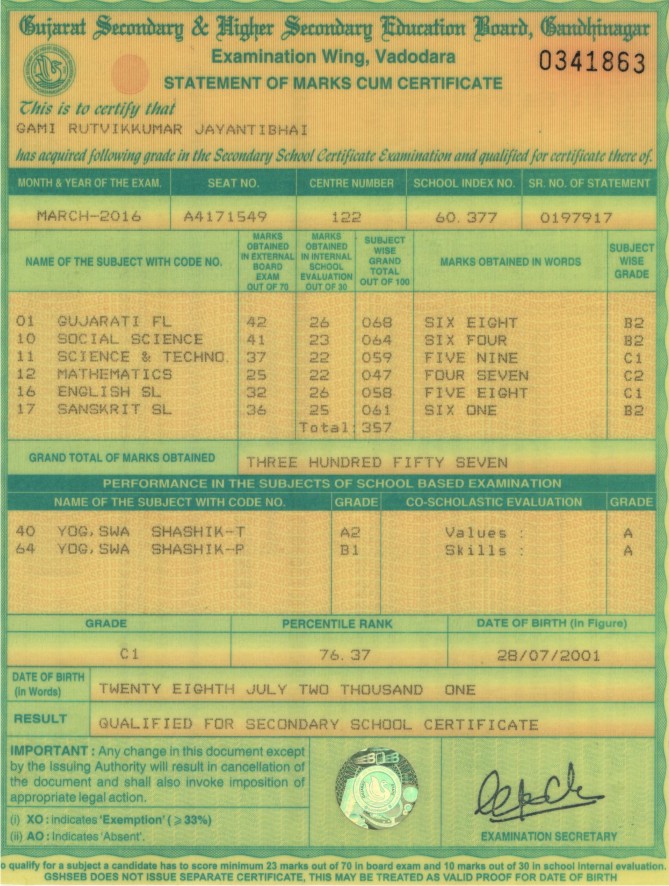 Gujarat Secondary & Higher Secondary Education Board, Gandhinagar
Examination Wing, Vadodara
0341863
STATEMENT OF MARKS CUM CERTIFICATE
This is to certify that
GAMI RUTVIKKUMAR JAYANTIBHAI
has acquired following grade in the Secondary School Certificate Examination and qualified for certificate there of.
MONTH & YEAR OF THE EXAM. SEAT NO. CENTRE NUMBER SCHOOL INDEX NO. SR. NO. OF STATEMENT
MARCH-2016 A4171549 122 60.377 0197917
NAME OF THE SUBJECT WITH CODE NO. MARKS OBTAINED IN EXTERNAL BOARD EXAM OUT OF 70 MARKS OBTAINED IN INTERNAL SCHOOL EVALUATION OUT OF 30 SUBJECT WISE GRAND TOTAL OUT OF 100 MARKS OBTAINED IN WORDS SUBJECT WISE GRADE
01 GUJARATI FL 42 26 068 SIX EIGHT B2
10 SOCIAL SCIENCE 41 23 064 SIX FOUR B2
11 SCIENCE & TECHNO. 37 22 059 FIVE NINE C1
12 MATHEMATICS 25 22 047 FOUR SEVEN C2
16 ENGLISH SL 32 26 058 FIVE EIGHT C1
17 SANSKRIT SL 36 25 061 SIX ONE B2
Total:357
GRAND TOTAL OF MARKS OBTAINED THREE HUNDRED FIFTY SEVEN
PERFORMANCE IN THE SUBJECTS OF SCHOOL BASED EXAMINATION
NAME OF THE SUBJECT WITH CODE NO. GRADE CO-SCHOLASTIC EVALUATION GRADE
40 YOG,SWA SHASHIK-T A2 Values : A
64 YOG,SWA SHASHIK-P B1 Skills : A
GRADE PERCENTILE RANK DATE OF BIRTH (In Figure)
C1 76.37 28/07/2001
DATE OF BIRTH (in Words) TWENTY EIGHTH JULY TWO THOUSAND ONE
RESULT QUALIFIED FOR SECONDARY SCHOOL CERTIFICATE
IMPORTANT : Any change in this document except
by the Issuing Authority will result in cancellation of
the document and shall also invoke imposition of
appropriate legal action.
(i) XO : indicates 'Exemption' (⩾33%)
(ii) AO : Indicates 'Absent'.
EXAMINATION SECRETARY
o qualify for a subject a candidate has to score minimum 23 marks out of 70 in board exam and 10 marks out of 30 in school internal evaluation.
GSHSEB DOES NOT ISSUE SEPARATE CERTIFICATE, THIS MAY BE TREATED AS VALID PROOF FOR DATE OF BIRTH